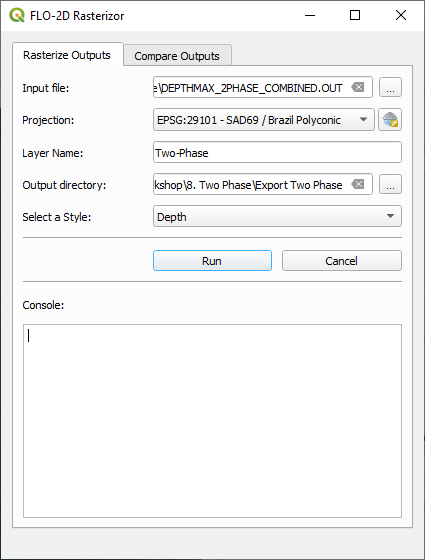 FLO-2D Rasterizor
Rasterize Outputs Compare Outputs
Input file: e\DEPTHMAX_2PHASE_COMBINED.OUT ...
Projection: EPSG:29101 - SAD69 / Brazil Polyconic
Layer Name: Two-Phase
Output directory: kshop\8. Two Phase\Export Two Phase ...
Select a Style: Depth
Run Cancel
Console: